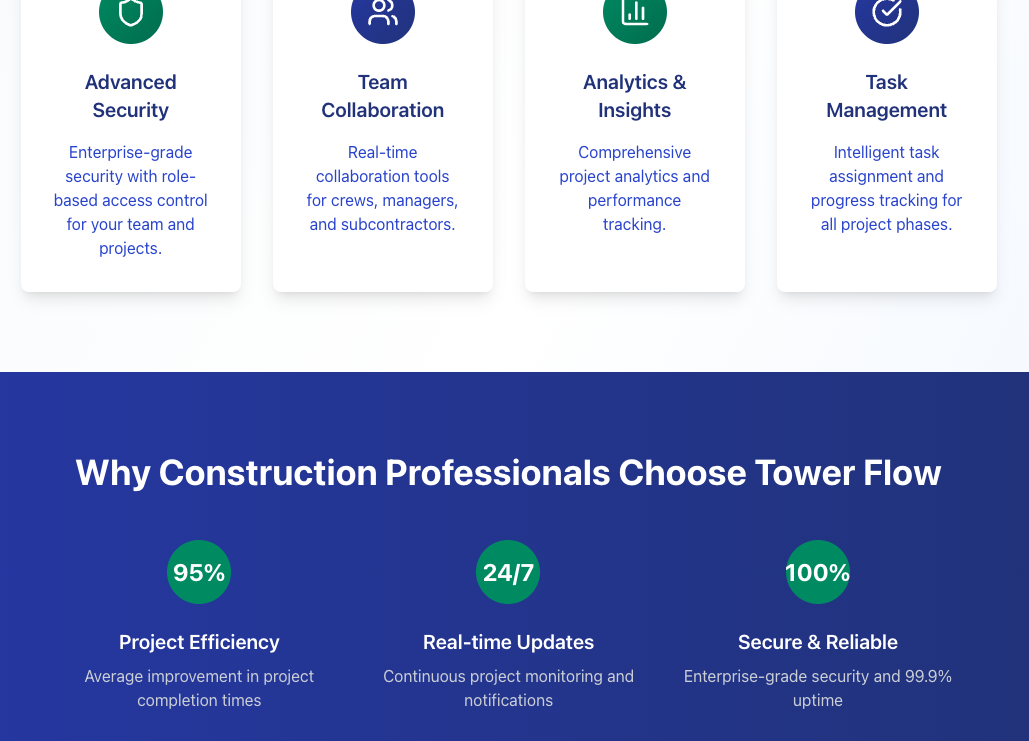 Advanced
Security
Enterprise-grade
security with role-
based access control
for your team and
projects.
Team
Collaboration
Real-time
collaboration tools
for crews, managers,
and subcontractors.
Analytics &
Insights
Comprehensive
project analytics and
performance
tracking.
Task
Management
Intelligent task
assignment and
progress tracking for
all project phases.
Why Construction Professionals Choose Tower Flow
95%
Project Efficiency
Average improvement in project
completion times
24/7
Real-time Updates
Continuous project monitoring and
notifications
100%
Secure & Reliable
Enterprise-grade security and 99.9%
uptime